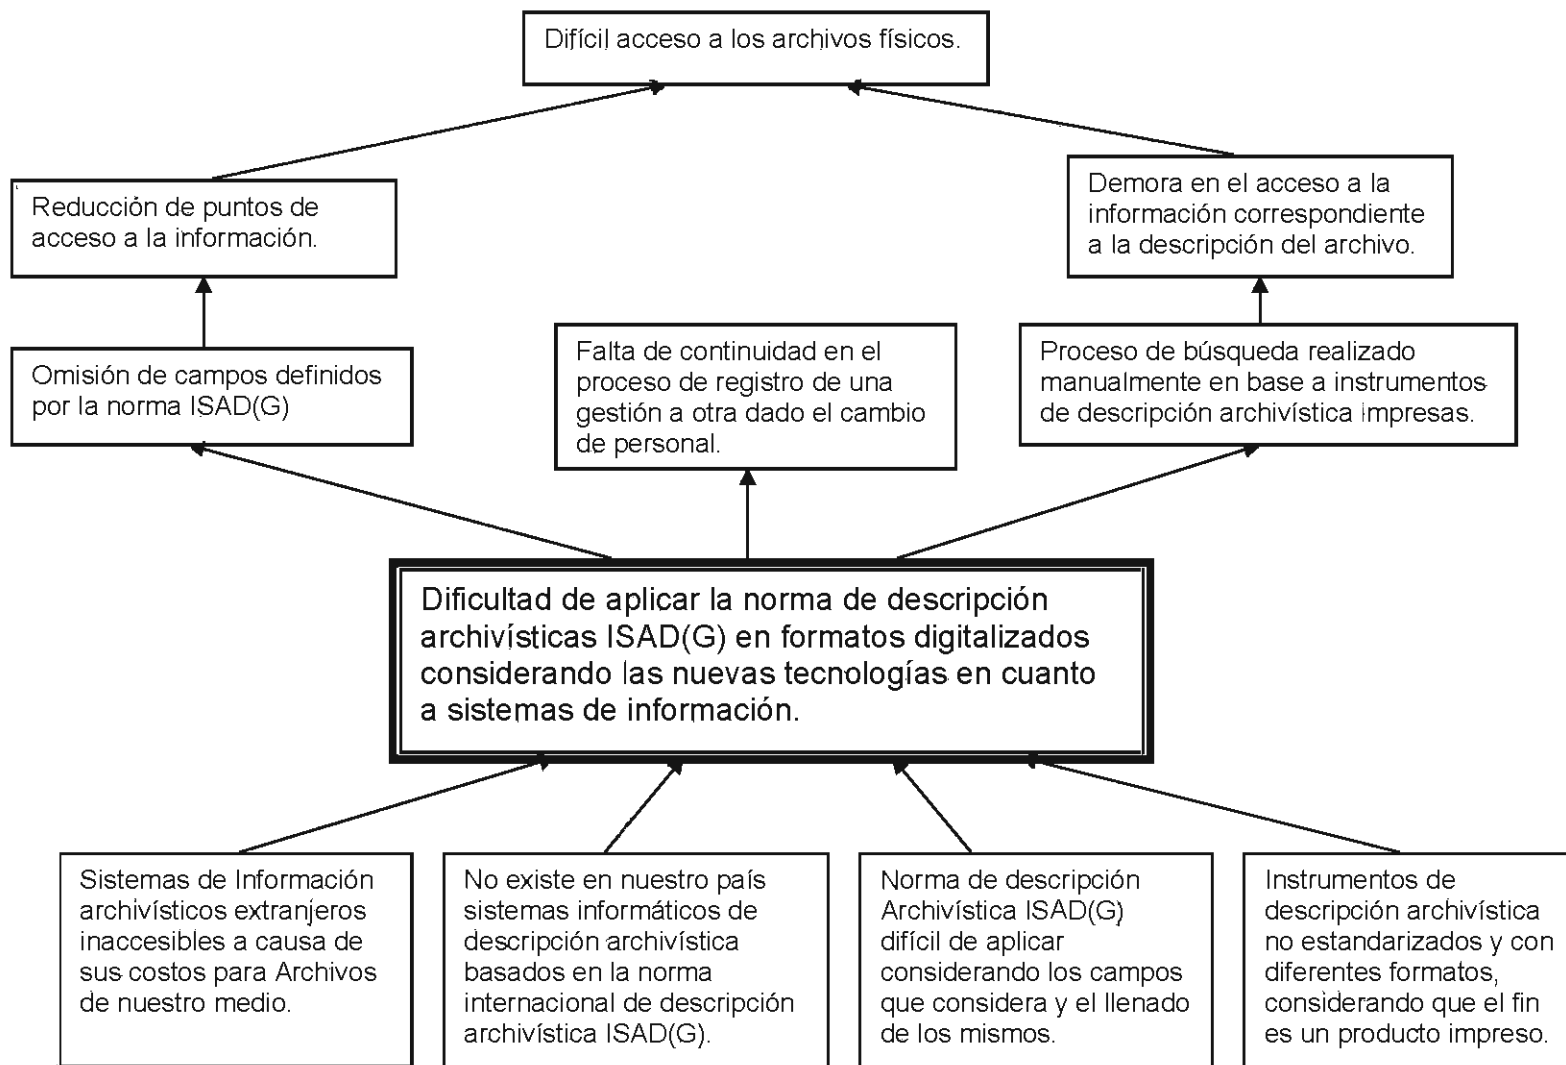 Difícil acceso a los archivos físicos.
Reducción de puntos de
acceso a la información.
Demora en el acceso a la
información correspondiente
a la descripción del archivo.
Omisión de campos definidos
por la norma ISAD(G)
Falta de continuidad en el
proceso de registro de una
gestión a otra dado el cambio
de personal.
Proceso de búsqueda realizado
manualmente en base a instrumentos
de descripción archivística impresas.
Dificultad de aplicar la norma de descripción
archivísticas ISAD(G) en formatos digitalizados
considerando las nuevas tecnologías en cuanto
a sistemas de información.
Sistemas de Información
archivísticos extranjeros
inaccesibles a causa de
sus costos para Archivos
de nuestro medio.
No existe en nuestro país
sistemas informáticos de
descripción archivística
basados en la norma
internacional de descripción
archivística ISAD(G).
Norma de descripción
Archivística ISAD(G)
difícil de aplicar
considerando los campos
que considera y el llenado
de los mismos.
Instrumentos de
descripción archivística
no estandarizados y con
diferentes formatos,
considerando que el fin
es un producto impreso.